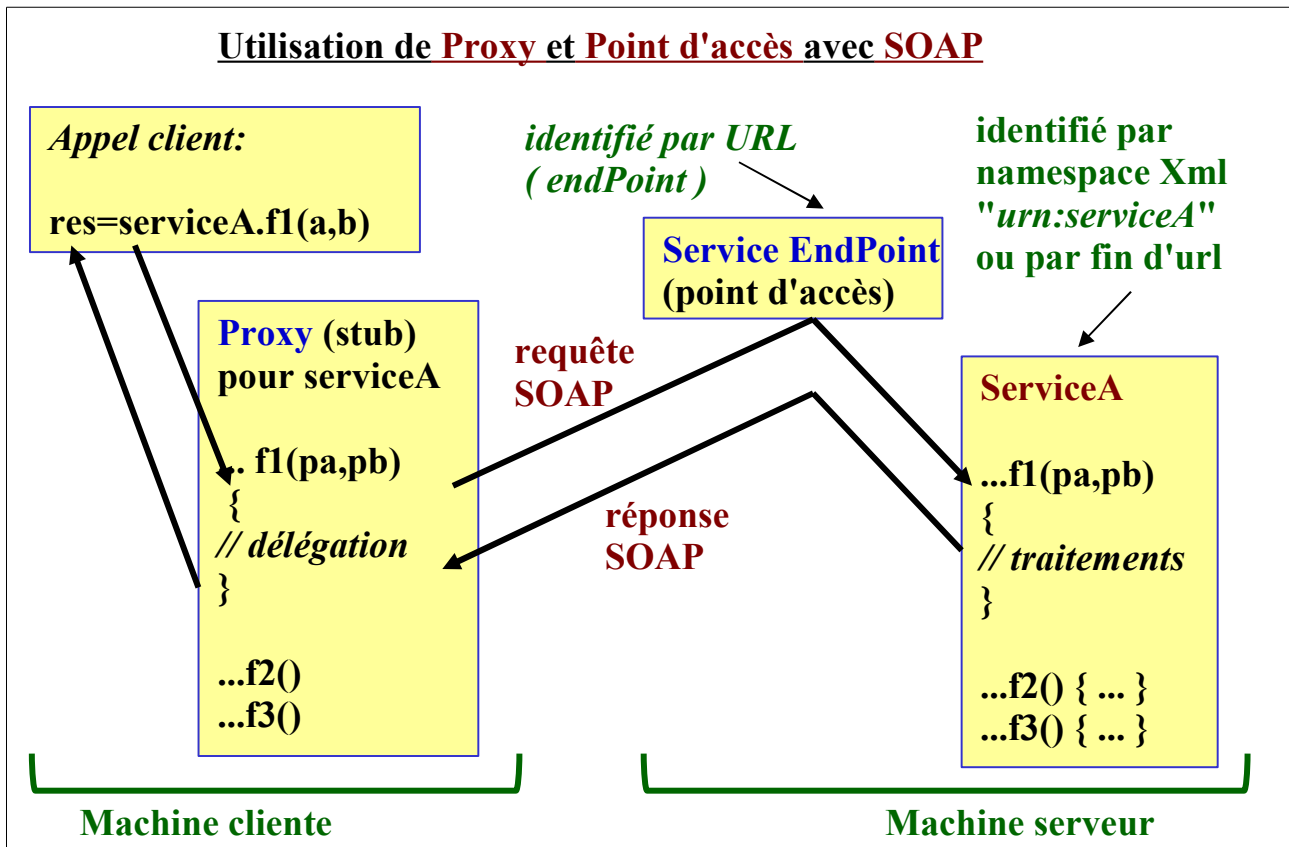 Utilisation de Proxy et Point d'accès avec SOAP
Appel client:
res=serviceA.f1(a,b)
identifié par URL
( endPoint )
identifié par
namespace Xml
"urn:serviceA"
ou par fin d'url
Service EndPoint
(point d'accès)
Proxy (stub)
pour serviceA
... f1(pa,pb)
{
// délégation
}
...f2()
...f3()
requête
SOAP
réponse
SOAP
ServiceA
...f1(pa,pb)
{
// traitements
}
...f2() { ... }
...f3() { ... }
Machine cliente
Machine serveur